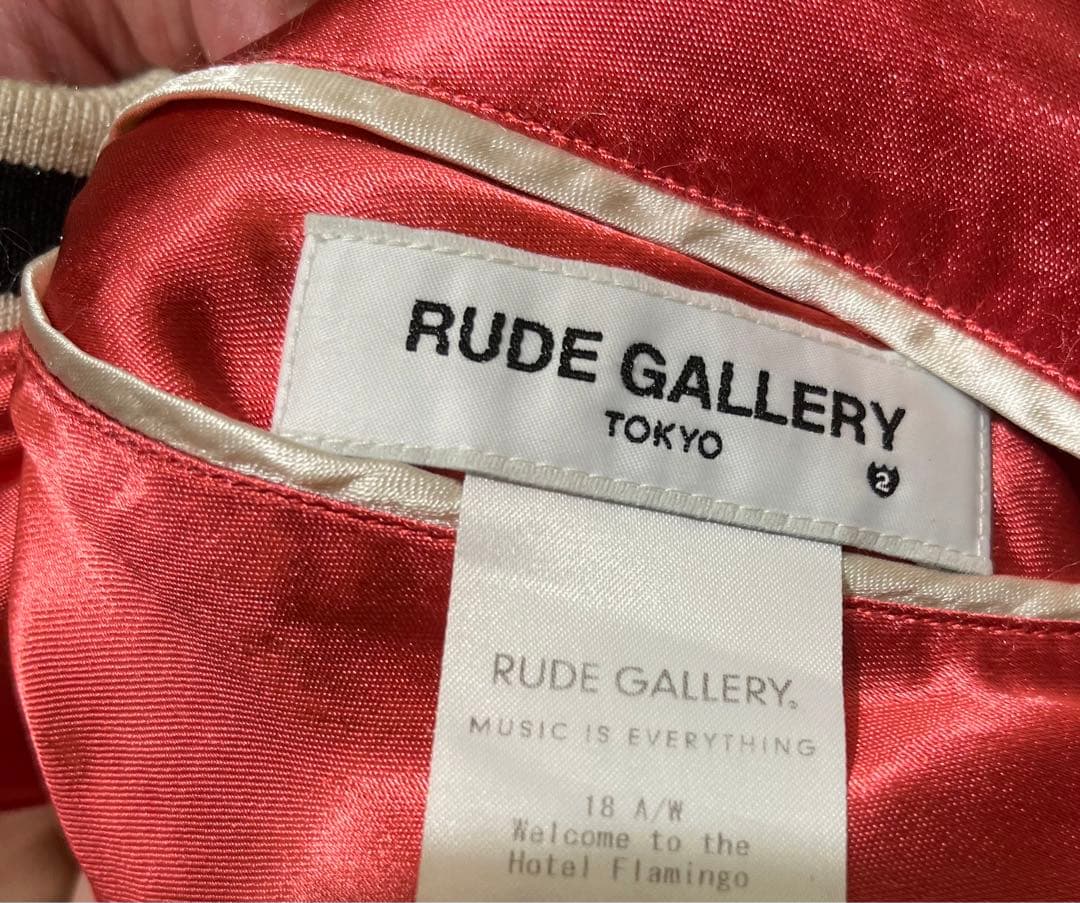 RUDE GALLERY
TOKYO
2
RUDE GALLERY.
MUSIC IS EVERYTHING
18 A/W
Welcome to the
Hotel Flamingo